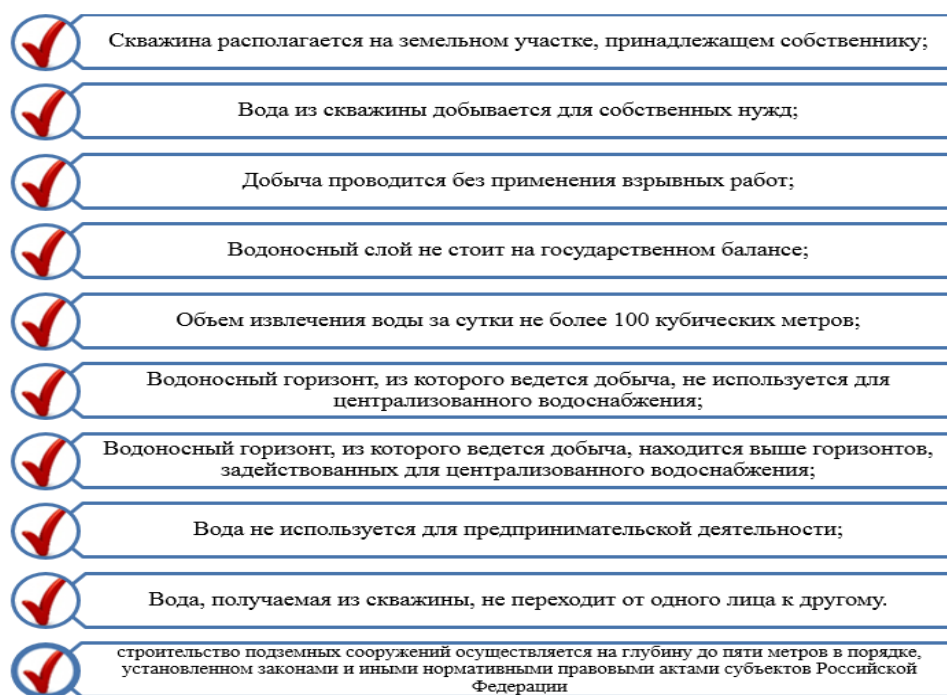 Скважина располагается на земельном участке, принадлежащем собственнику;
Вода из скважины добывается для собственных нужд;
Добыча проводится без применения взрывных работ;
Водоносный слой не стоит на государственном балансе;
Объем извлечения воды за сутки не более 100 кубических метров;
Водоносный горизонт, из которого ведется добыча, не используется для
централизованного водоснабжения;
Водоносный горизонт, из которого ведется добыча, находится выше горизонтов,
задействованных для централизованного водоснабжения;
Вода не используется для предпринимательской деятельности;
Вода, получаемая из скважины, не переходит от одного лица к другому.
строительство подземных сооружений осуществляется на глубину до пяти метров в порядке,
установленном законами и иными нормативными правовыми актами субъектов Российской
Федерации